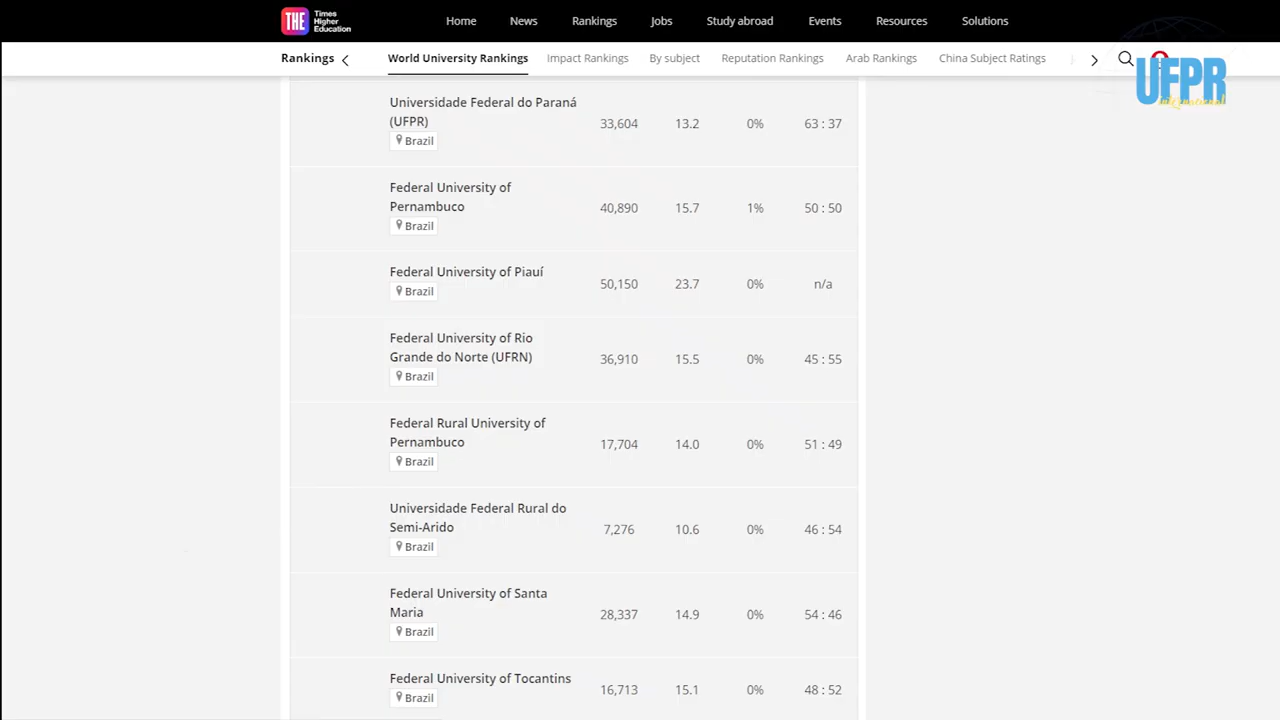 THE Times Higher Education
Home News Rankings Jobs Study abroad Events Resources Solutions
Rankings World University Rankings Impact Rankings By subject Reputation Rankings Arab Rankings China Subject Ratings
UFPR
international
Universidade Federal do Paraná
(UFPR)
33,604 13.2 0% 63 : 37
Brazil
Federal University of
Pernambuco
40,890 15.7 1% 50 : 50
Brazil
Federal University of Piauí
50,150 23.7 0% n/a
Brazil
Federal University of Rio
Grande do Norte (UFRN)
36,910 15.5 0% 45 : 55
Brazil
Federal Rural University of
Pernambuco
17,704 14.0 0% 51 : 49
Brazil
Universidade Federal Rural do
Semi-Arido
7,276 10.6 0% 46 : 54
Brazil
Federal University of Santa
Maria
28,337 14.9 0% 54 : 46
Brazil
Federal University of Tocantins
16,713 15.1 0% 48 : 52
Brazil